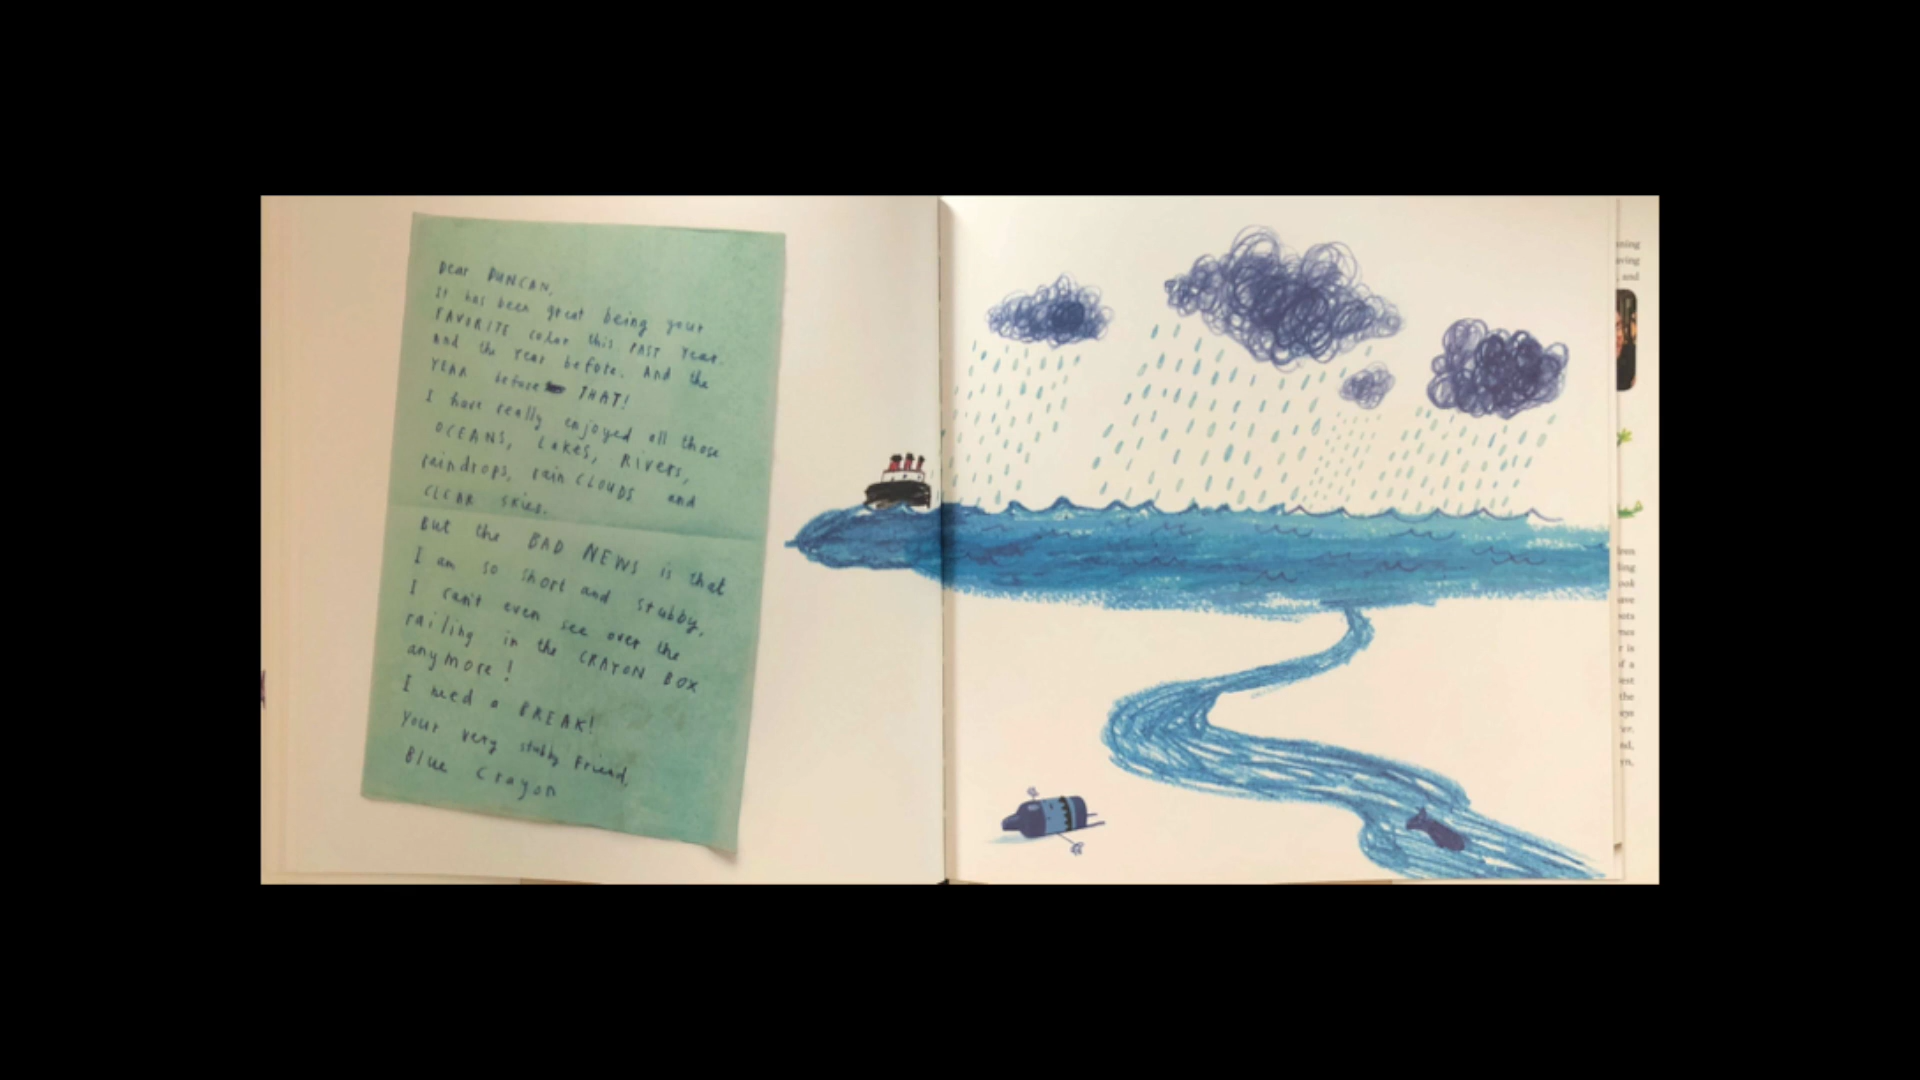 Dear DUNCAN,
It has been great being your
FAVORITE color this PAST year.
And the year before. And the
YEAR before THAT!
I have really enjoyed all those
OCEANS, Lakes, Rivers,
raindrops, rain CLOUDS and
CLEAR skies.
But the BAD NEWS is that
I am so short and stubby,
I can't even see over the
railing in the CRAYON BOX
anymore!
I need a BREAK!
Your very stubby Friend,
Blue Crayon